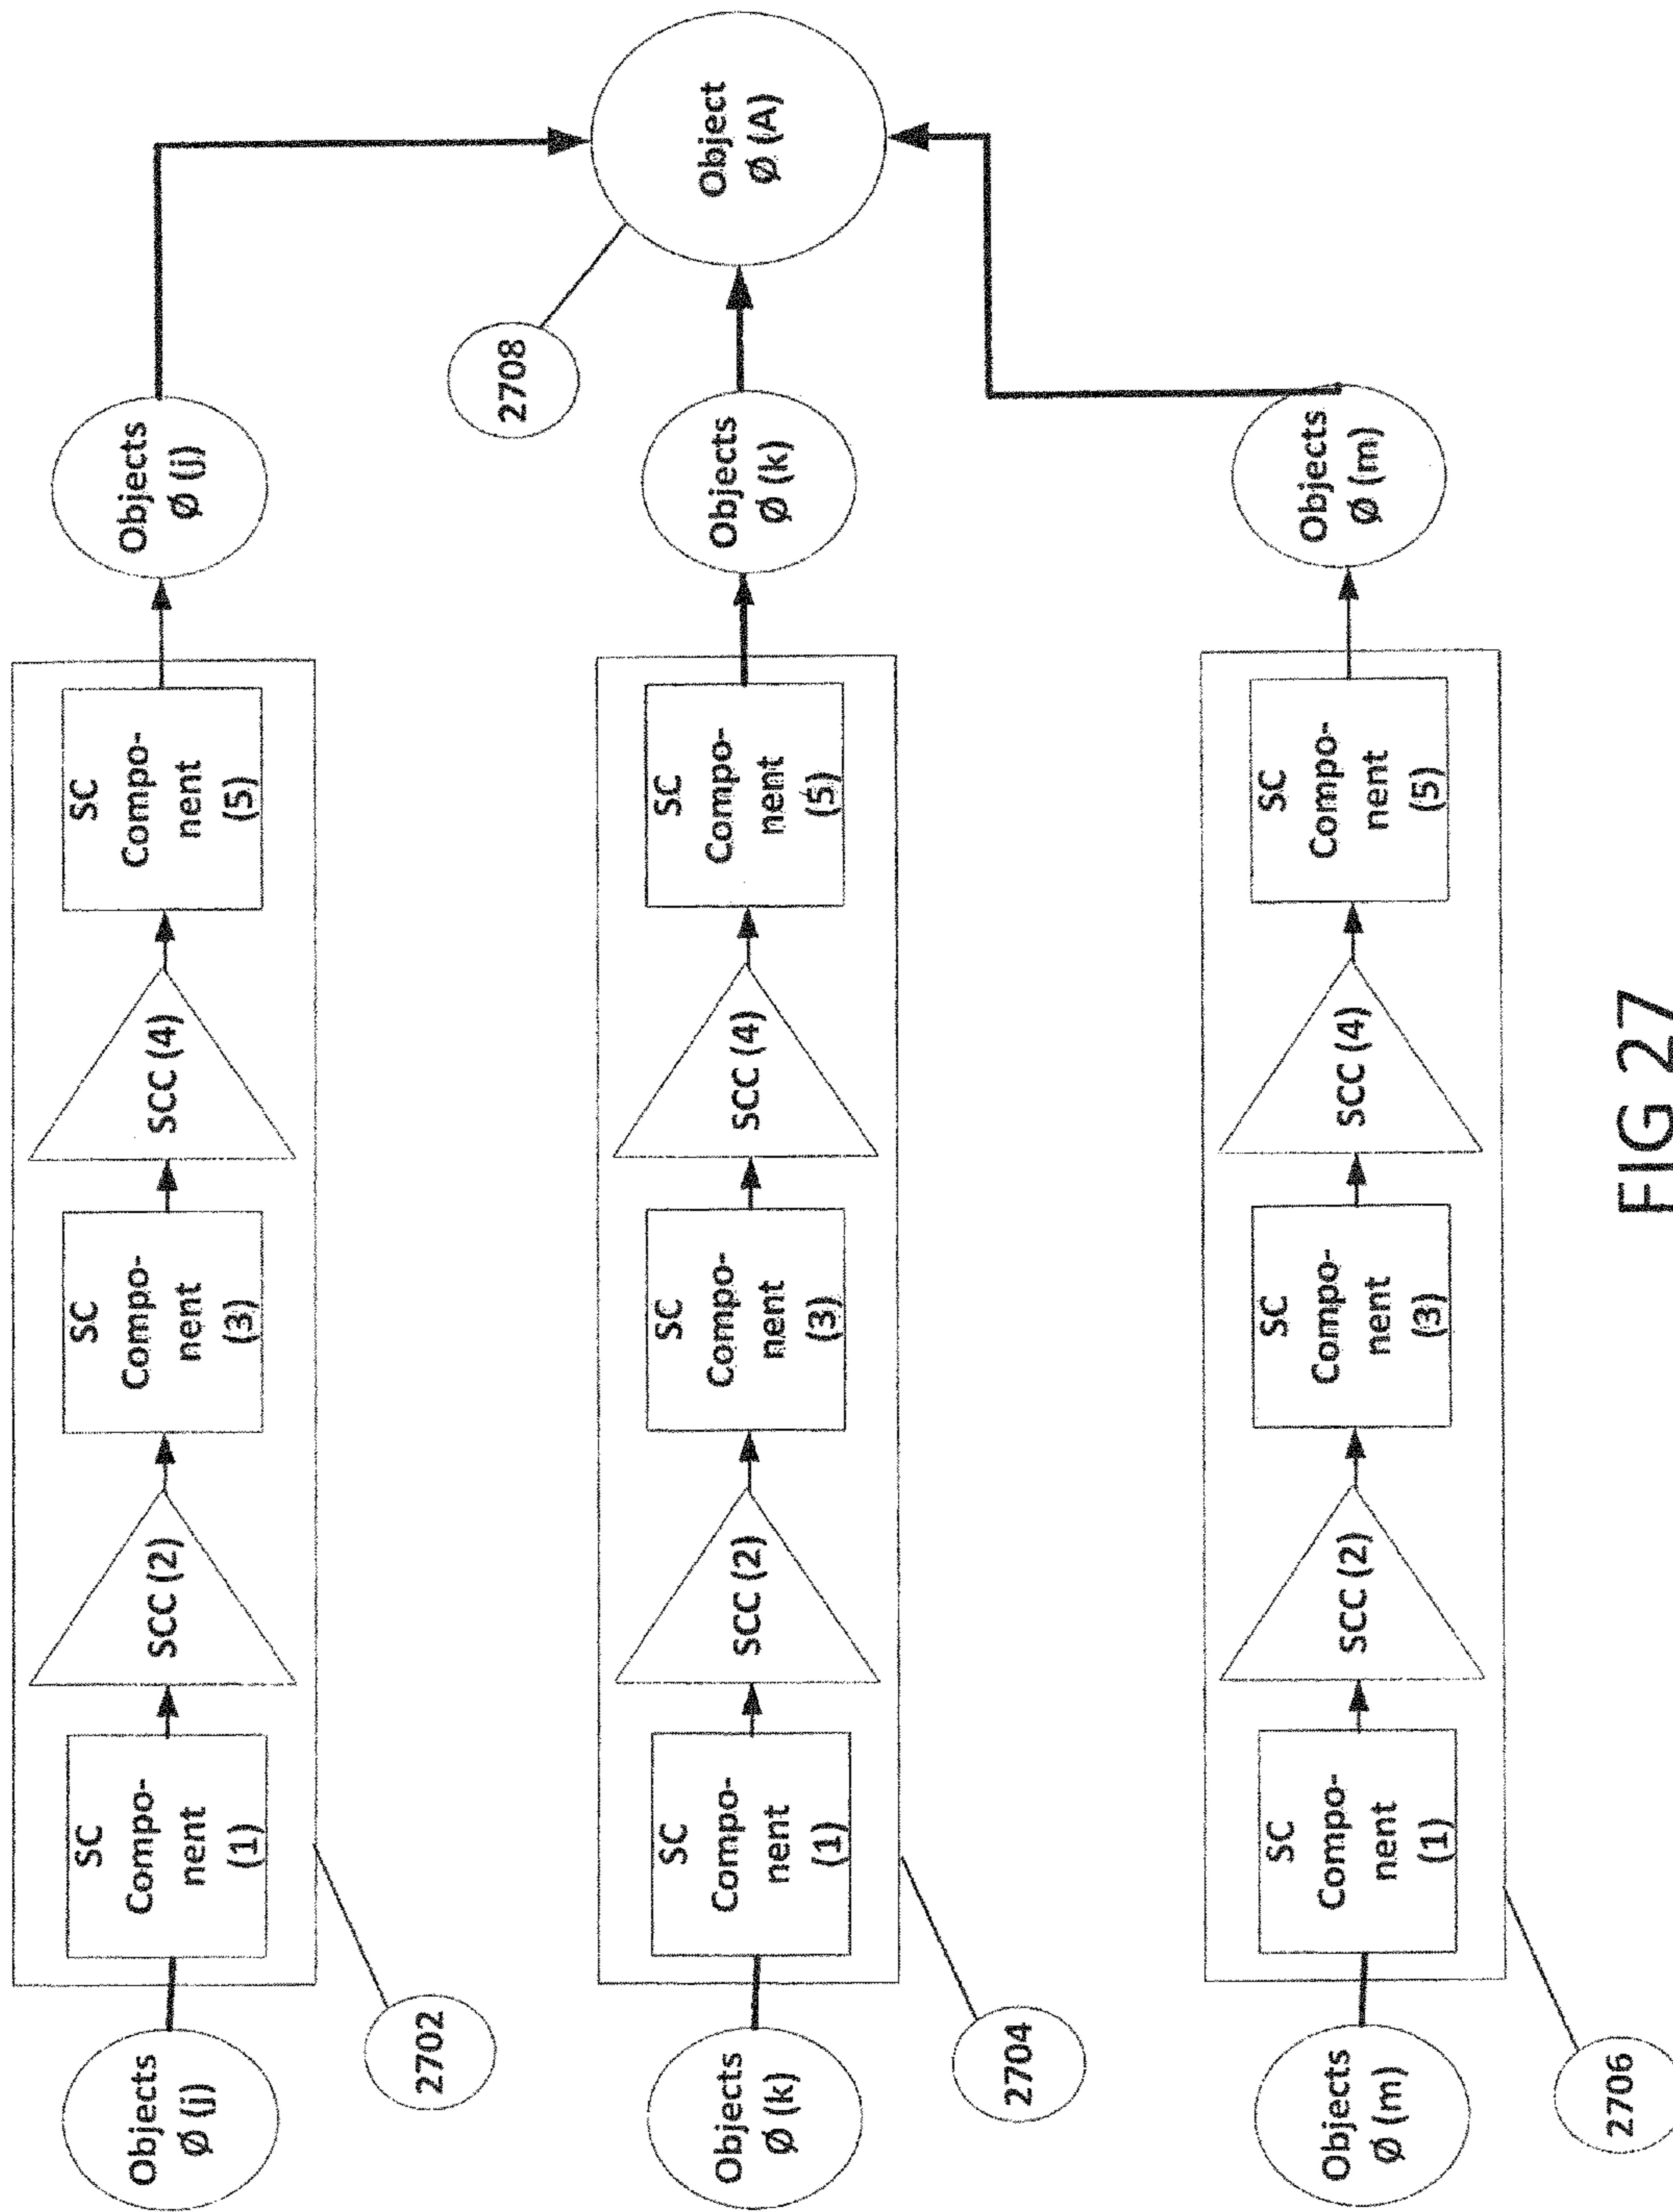 Objects
Ø (j)
SC
Compo-
nent
(1)
SCC (2)
SC
Compo-
nent
(3)
SCC (4)
SC
Compo-
nent
(5)
Objects
Ø (j)
2702
2708
Object
Ø (A)
Objects
Ø (k)
SC
Compo-
nent
(1)
SCC (2)
SC
Compo-
nent
(3)
SCC (4)
SC
Compo-
nent
(5)
Objects
Ø (k)
2704
Objects
Ø (m)
SC
Compo-
nent
(1)
SCC (2)
SC
Compo-
nent
(3)
SCC (4)
SC
Compo-
nent
(5)
Objects
Ø (m)
2706
FIG 27